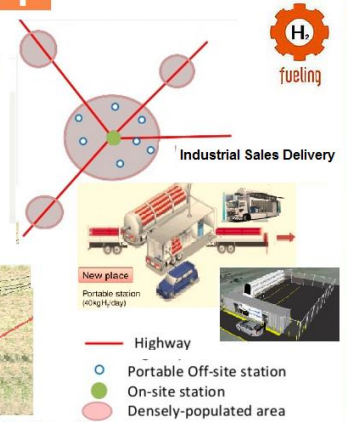 H₂
fueling
Industrial Sales Delivery
New place
Portable station
(40kgH₂/day)
Highway
Portable Off-site station
On-site station
Densely-populated area